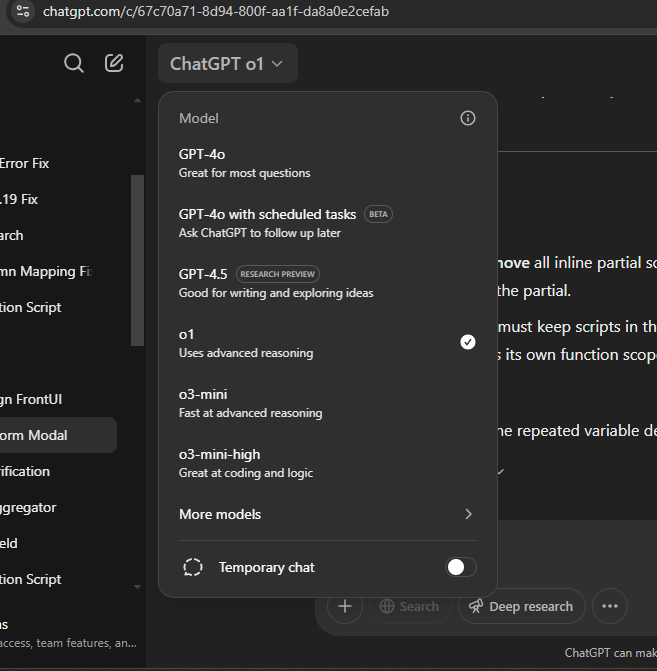 chatgpt.com/c/67c70a71-8d94-800f-aa1f-da8a0e2cefab
ChatGPT o1
Model
GPT-4o
Great for most questions
GPT-4o with scheduled tasks BETA
Ask ChatGPT to follow up later
GPT-4.5 RESEARCH PREVIEW
Good for writing and exploring ideas
o1
Uses advanced reasoning
o3-mini
Fast at advanced reasoning
o3-mini-high
Great at coding and logic
More models
Temporary chat
Error Fix
.19 Fix
arch
mn Mapping Fi
tion Script
gn FrontUI
orm Modal
ification
ggregator
eld
tion Script
ns
access, team features, an...
nove all inline partial sc
the partial.
must keep scripts in th
s its own function scop
ne repeated variable de
Search
Deep research
ChatGPT can mak